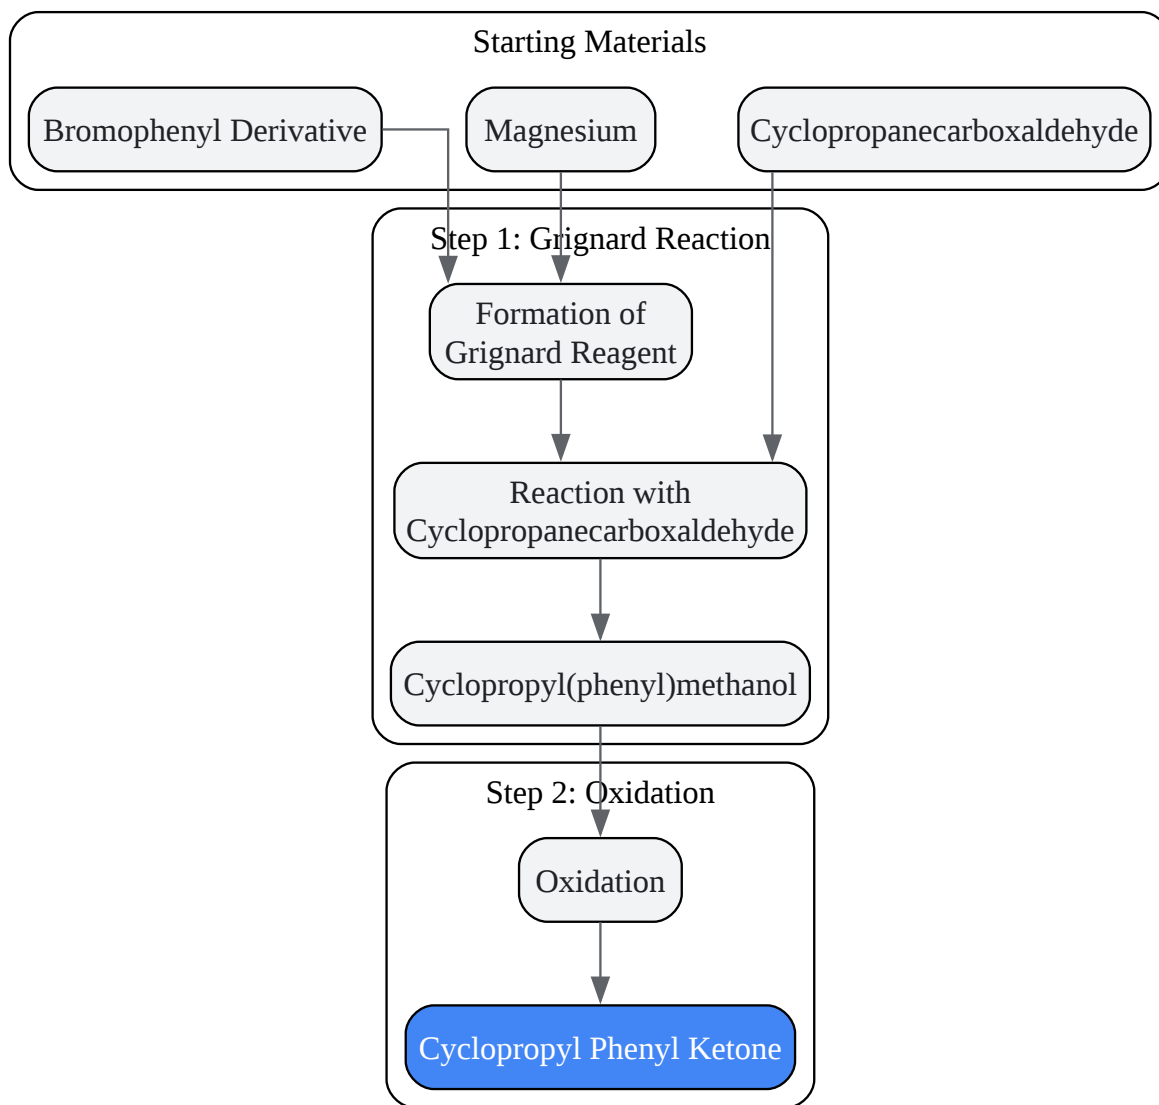 Starting Materials
Bromophenyl Derivative
Magnesium
Cyclopropanecarboxaldehyde
Step 1: Grignard Reaction
Formation of
Grignard Reagent
Reaction with
Cyclopropanecarboxaldehyde
Cyclopropyl(phenyl)methanol
Step 2: Oxidation
Oxidation
Cyclopropyl Phenyl Ketone